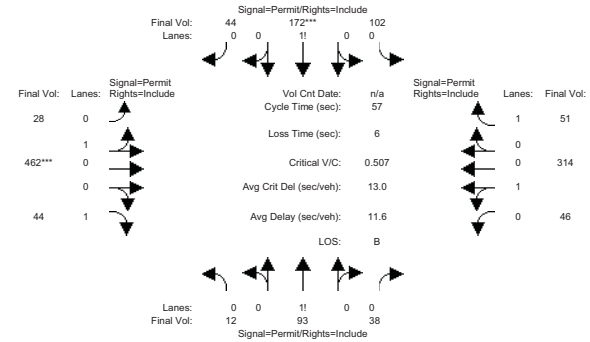 Signal=Permit/Rights=Include
Final Vol: 44 172*** 102
Lanes: 0 0 1! 0 0
Signal=Permit Signal=Permit
Final Vol: Lanes: Rights=Include Vol Cnt Date: n/a Rights=Include Lanes: Final Vol:
Cycle Time (sec): 57
28 0 1 51
Loss Time (sec): 6
1 0
462*** 0 Critical V/C: 0.507 0 314
0 Avg Crit Del (sec/veh): 13.0 1
44 1 Avg Delay (sec/veh): 11.6 0 46
LOS: B
Lanes: 0 0 1! 0 0
Final Vol: 12 93 38
Signal=Permit/Rights=Include